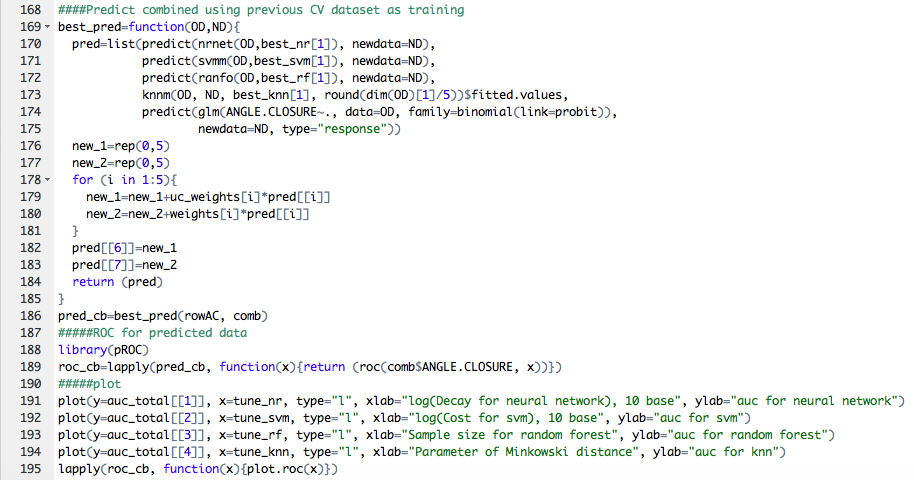 168 ####Predict combined using previous CV dataset as training
169 best_pred=function(OD,ND){
170   pred=list(predict(nrnet(OD,best_nr[1]), newdata=ND),
171             predict(svmm(OD,best_svm[1]), newdata=ND),
172             predict(ranfo(OD,best_rf[1]), newdata=ND),
173             knnm(OD, ND, best_knn[1], round(dim(OD)[1]/5))$fitted.values,
174             predict(glm(ANGLE.CLOSURE~., data=OD, family=binomial(link=probit)),
175                     newdata=ND, type="response"))
176   new_1=rep(0,5)
177   new_2=rep(0,5)
178   for (i in 1:5){
179     new_1=new_1+uc_weights[i]*pred[[i]]
180     new_2=new_2+weights[i]*pred[[i]]
181   }
182   pred[[6]]=new_1
183   pred[[7]]=new_2
184   return (pred)
185 }
186 pred_cb=best_pred(rowAC, comb)
187 #####ROC for predicted data
188 library(pROC)
189 roc_cb=lapply(pred_cb, function(x){return (roc(comb$ANGLE.CLOSURE, x))})
190 #####plot
191 plot(y=auc_total[[1]], x=tune_nr, type="l", xlab="log(Decay for neural network), 10 base", ylab="auc for neural network")
192 plot(y=auc_total[[2]], x=tune_svm, type="l", xlab="log(Cost for svm), 10 base", ylab="auc for svm")
193 plot(y=auc_total[[3]], x=tune_rf, type="l", xlab="Sample size for random forest", ylab="auc for random forest")
194 plot(y=auc_total[[4]], x=tune_knn, type="l", xlab="Parameter of Minkowski distance", ylab="auc for knn")
195 lapply(roc_cb, function(x){plot.roc(x)})